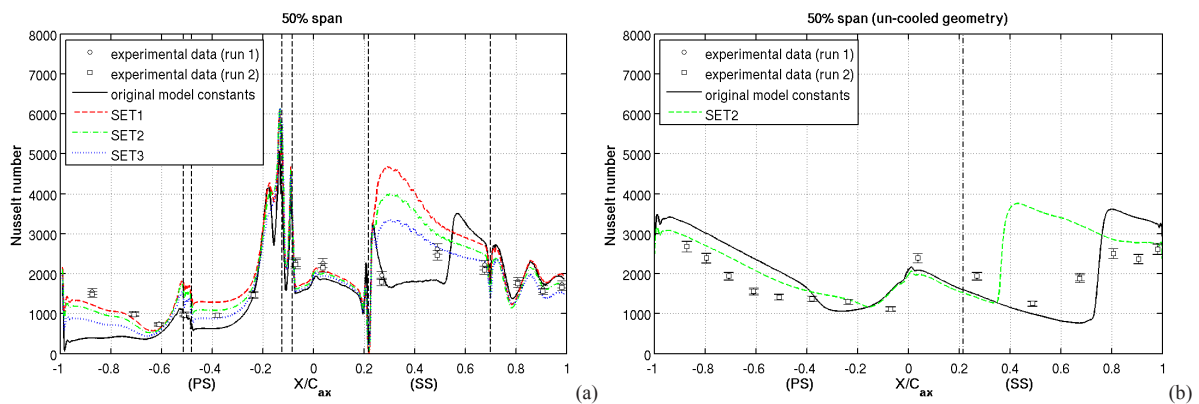 50% span
8000
7000
6000
5000
4000
3000
2000
1000
0
Nusselt number
experimental data (run 1)
experimental data (run 2)
original model constants
SET1
SET2
SET3
-1 -0.8 -0.6 -0.4 -0.2 0 0.2 0.4 0.6 0.8 1
(PS) X/Cax (SS)
(a)
50% span (un-cooled geometry)
8000
7000
6000
5000
4000
3000
2000
1000
0
Nusselt number
experimental data (run 1)
experimental data (run 2)
original model constants
SET2
-1 -0.8 -0.6 -0.4 -0.2 0 0.2 0.4 0.6 0.8 1
(PS) X/Cax (SS)
(b)